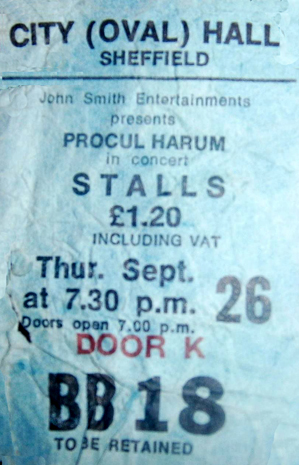 CITY (OVAL) HALL
SHEFFIELD
John Smith Entertainments
presents
PROCUL HARUM
in concert
STALLS
£1.20
INCLUDING VAT
Thur. Sept. 26
at 7.30 p.m.
Doors open 7.00 p.m.
DOOR K
BB 18
TO BE RETAINED